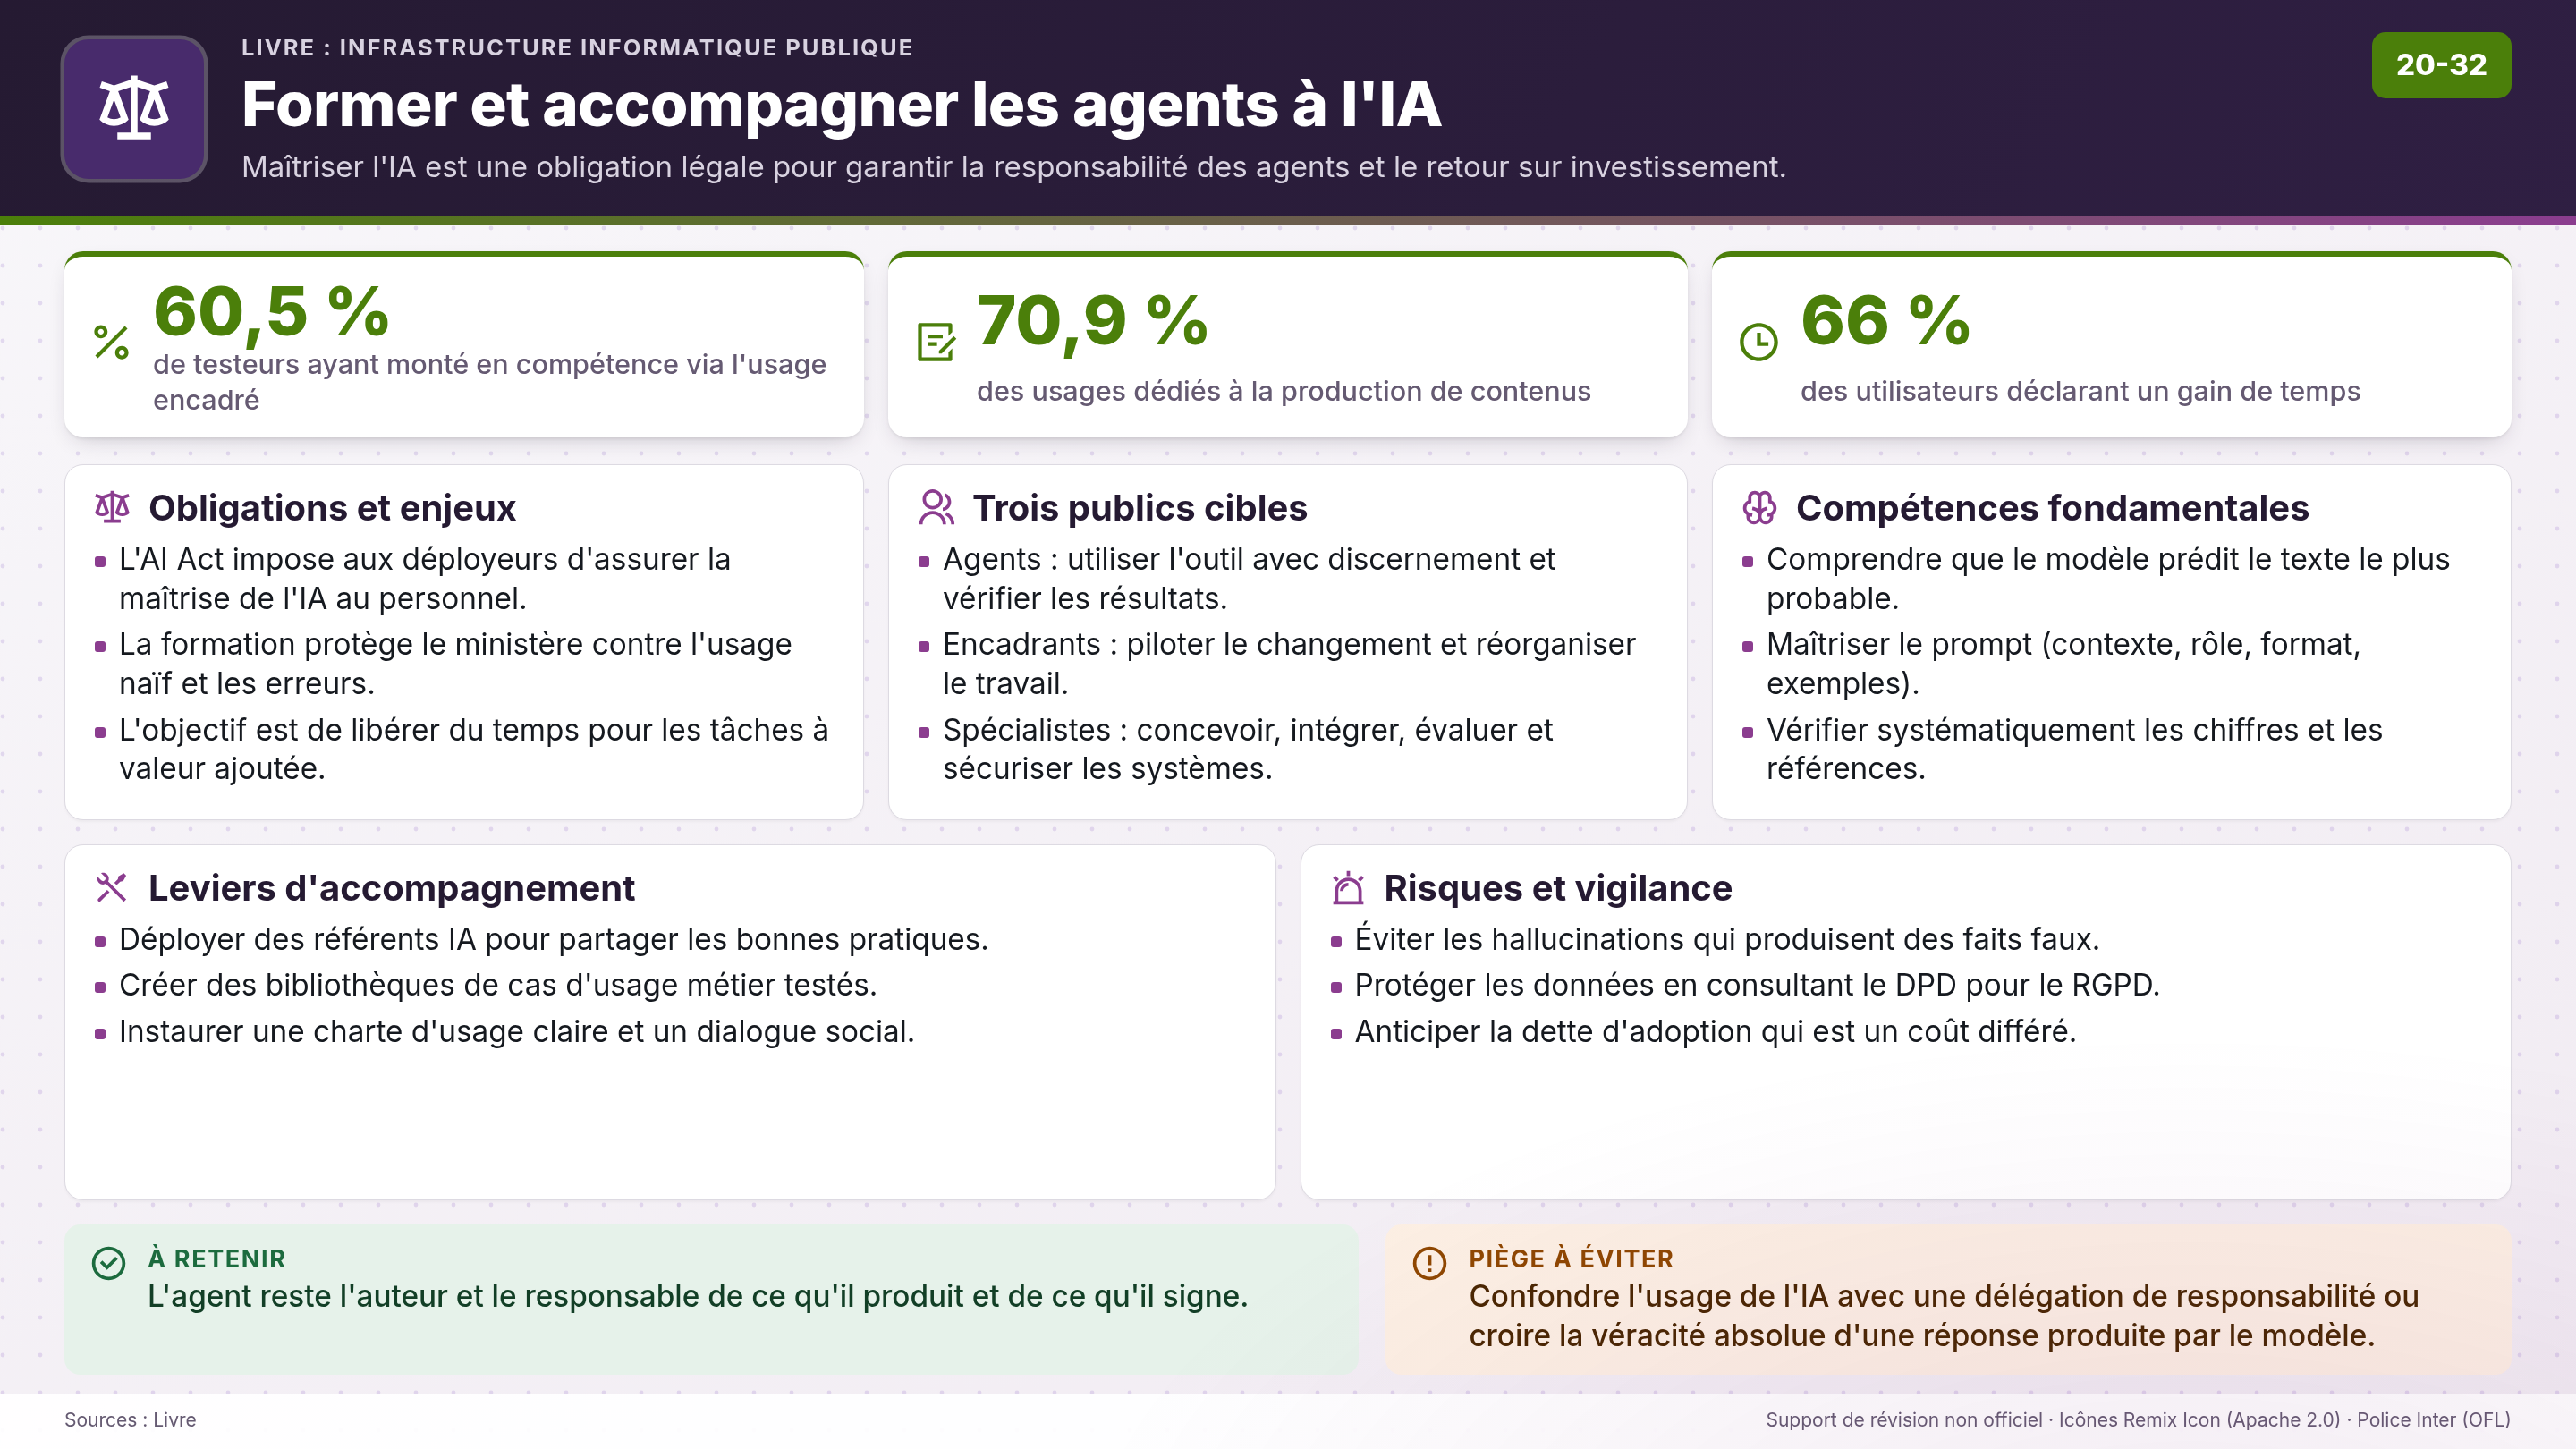 LIVRE : INFRASTRUCTURE INFORMATIQUE PUBLIQUE
Former et accompagner les agents à l'IA
Maîtriser l'IA est une obligation légale pour garantir la responsabilité des agents et le retour sur investissement.
20-32
60,5 %
de testeurs ayant monté en compétence via l'usage
encadré
70,9 %
des usages dédiés à la production de contenus
66 %
des utilisateurs déclarant un gain de temps
Obligations et enjeux
L'AI Act impose aux déployeurs d'assurer la
maîtrise de l'IA au personnel.
La formation protège le ministère contre l'usage
naïf et les erreurs.
L'objectif est de libérer du temps pour les tâches à
valeur ajoutée.
Trois publics cibles
Agents : utiliser l'outil avec discernement et
vérifier les résultats.
Encadrants : piloter le changement et réorganiser
le travail.
Spécialistes : concevoir, intégrer, évaluer et
sécuriser les systèmes.
Compétences fondamentales
Comprendre que le modèle prédit le texte le plus
probable.
Maîtriser le prompt (contexte, rôle, format,
exemples).
Vérifier systématiquement les chiffres et les
références.
Leviers d'accompagnement
Déployer des référents IA pour partager les bonnes pratiques.
Créer des bibliothèques de cas d'usage métier testés.
Instaurer une charte d'usage claire et un dialogue social.
Risques et vigilance
Éviter les hallucinations qui produisent des faits faux.
Protéger les données en consultant le DPD pour le RGPD.
Anticiper la dette d'adoption qui est un coût différé.
À RETENIR
L'agent reste l'auteur et le responsable de ce qu'il produit et de ce qu'il signe.
PIÈGE À ÉVITER
Confondre l'usage de l'IA avec une délégation de responsabilité ou
croire la véracité absolue d'une réponse produite par le modèle.
Sources : Livre
Support de révision non officiel · Icônes Remix Icon (Apache 2.0) · Police Inter (OFL)